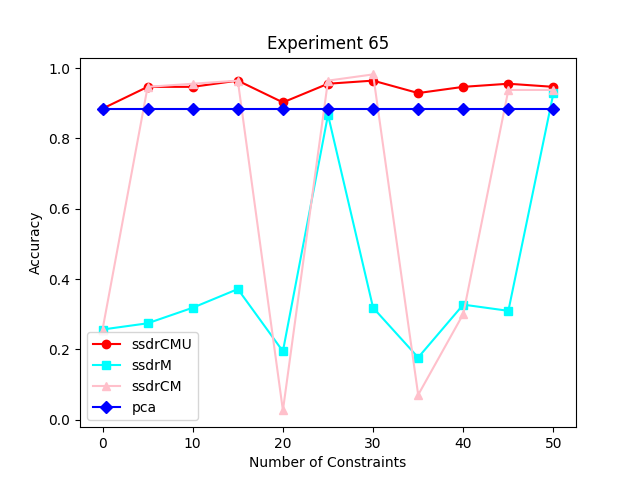 Experiment 65
1.0
0.8
0.6
0.4
0.2
0.0
Accuracy
ssdrCMU
ssdrM
ssdrCM
pca
0 10 20 30 40 50
Number of Constraints